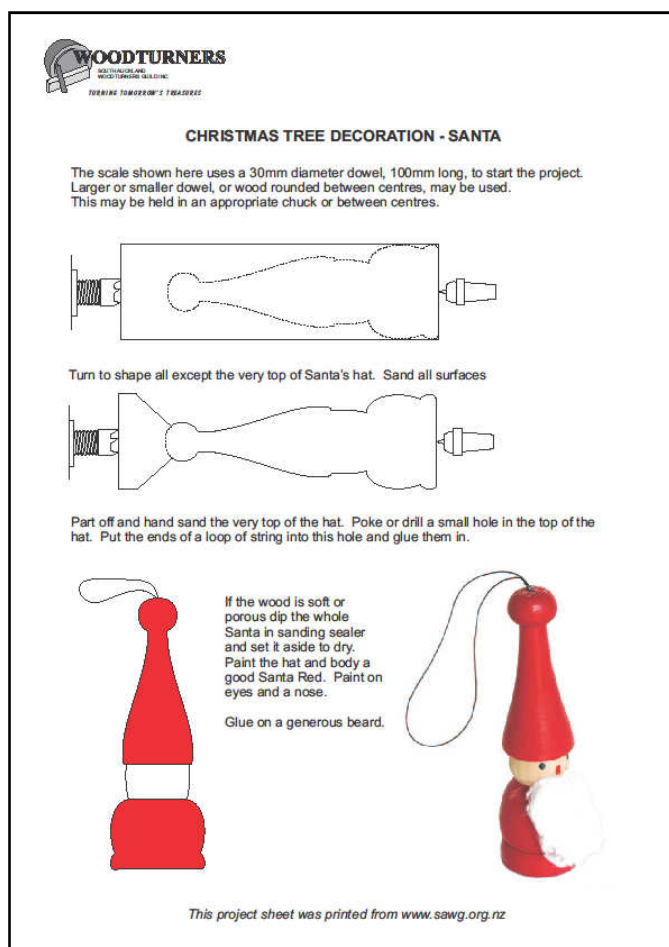 WOODTURNERS
SOUTH AUCKLAND
WOODTURNERS GUILD INC
TURNING TOMORROW'S TREASURES
CHRISTMAS TREE DECORATION - SANTA
The scale shown here uses a 30mm diameter dowel, 100mm long, to start the project.
Larger or smaller dowel, or wood rounded between centres, may be used.
This may be held in an appropriate chuck or between centres.
Turn to shape all except the very top of Santa's hat.  Sand all surfaces
Part off and hand sand the very top of the hat.  Poke or drill a small hole in the top of the
hat.  Put the ends of a loop of string into this hole and glue them in.
If the wood is soft or
porous dip the whole
Santa in sanding sealer
and set it aside to dry.
Paint the hat and body a
good Santa Red.  Paint on
eyes and a nose.
Glue on a generous beard.
This project sheet was printed from www.sawg.org.nz